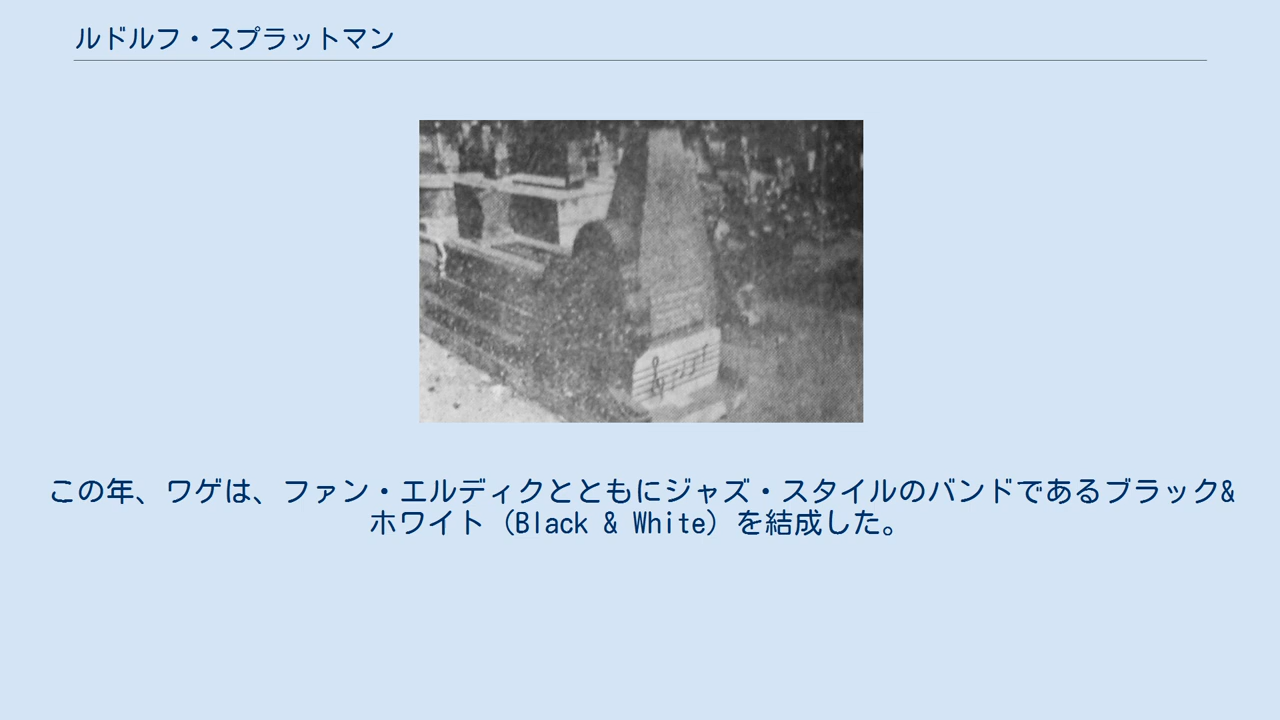 ルドルフ・スプラットマン
この年、ワゲは、ファン・エルディクとともにジャズ・スタイルのバンドであるブラック&
ホワイト（Black & White）を結成した。